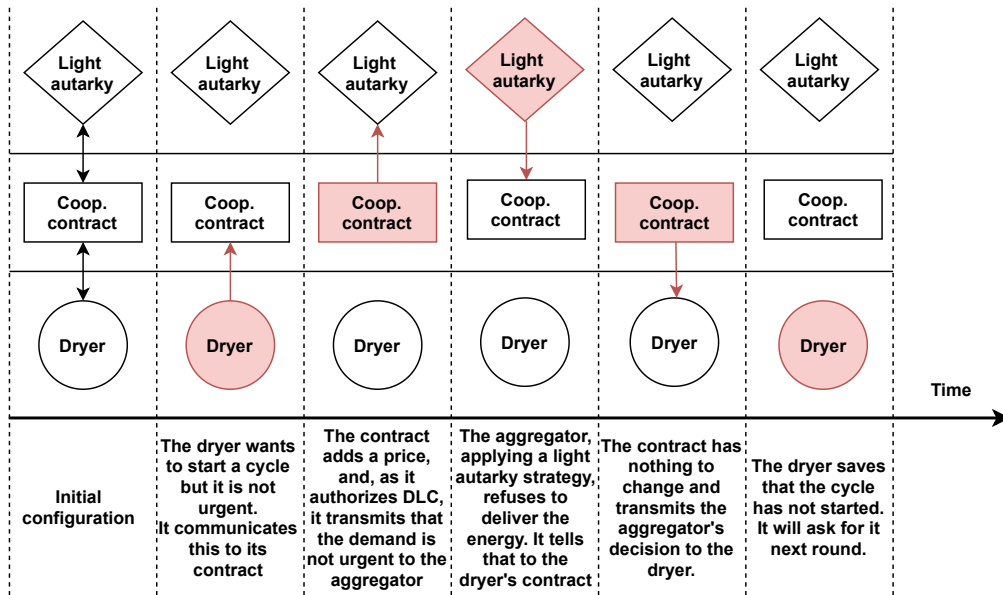 Light
autarky
Light
autarky
Light
autarky
Light
autarky
Light
autarky
Light
autarky
Coop.
contract
Coop.
contract
Coop.
contract
Coop.
contract
Coop.
contract
Coop.
contract
Dryer
Dryer
Dryer
Dryer
Dryer
Dryer
Time
Initial
configuration
The dryer wants
to start a cycle
but it is not
urgent.
It communicates
this to its
contract
The contract
adds a price,
and, as it
authorizes DLC,
it transmits that
the demand is
not urgent to the
aggregator
The aggregator,
applying a light
autarky strategy,
refuses to
deliver the
energy. It tells
that to the
dryer's contract
The contract has
nothing to
change and
transmits the
aggregator's
decision to the
dryer.
The dryer saves
that the cycle
has not started.
It will ask for it
next round.